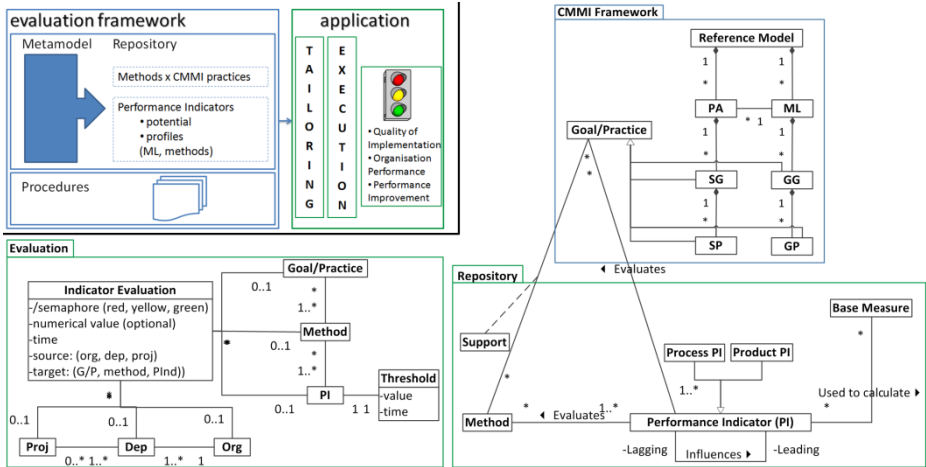 evaluation framework
Metamodel
Repository
Methods x CMMI practices
Performance Indicators
• potential
• profiles
(ML, methods)
Procedures
application
TAILORING
EXECUTION
• Quality of
Implementation
• Organisation
Performance
• Performance
Improvement
CMMI Framework
Reference Model
1
1
*
*
PA
ML
* 1
1
1
*
*
Goal/Practice
*
*
SG
GG
1
1
*
*
SP
GP
◀ Evaluates
Evaluation
Goal/Practice
0..1
*
1..*
Indicator Evaluation
-/semaphore (red, yellow, green)
-numerical value (optional)
-time
-source: (org, dep, proj)
-target: (G/P, method, PInd))
Method
*
0..1
*
1..*
PI
0..1
1 1
Threshold
-value
-time
*
0..1
0..1
0..1
Proj
Dep
Org
0..* 1..*
1..* 1
Repository
Support
Base Measure
*
Process PI
Product PI
1..*
Used to calculate ▶
*
*
◀ Evaluates
1..*
*
Method
Performance Indicator (PI)
-Lagging
Influences ▶
-Leading